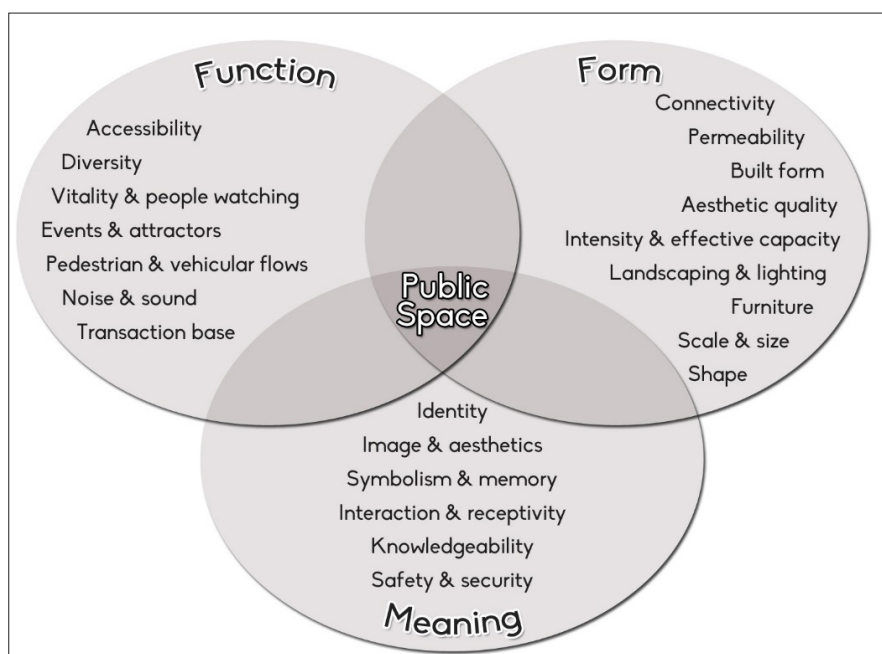 Function
Accessibility
Diversity
Vitality & people watching
Events & attractors
Pedestrian & vehicular flows
Noise & sound
Transaction base
Form
Connectivity
Permeability
Built form
Aesthetic quality
Intensity & effective capacity
Landscaping & lighting
Furniture
Scale & size
Shape
Public
Space
Identity
Image & aesthetics
Symbolism & memory
Interaction & receptivity
Knowledgeability
Safety & security
Meaning